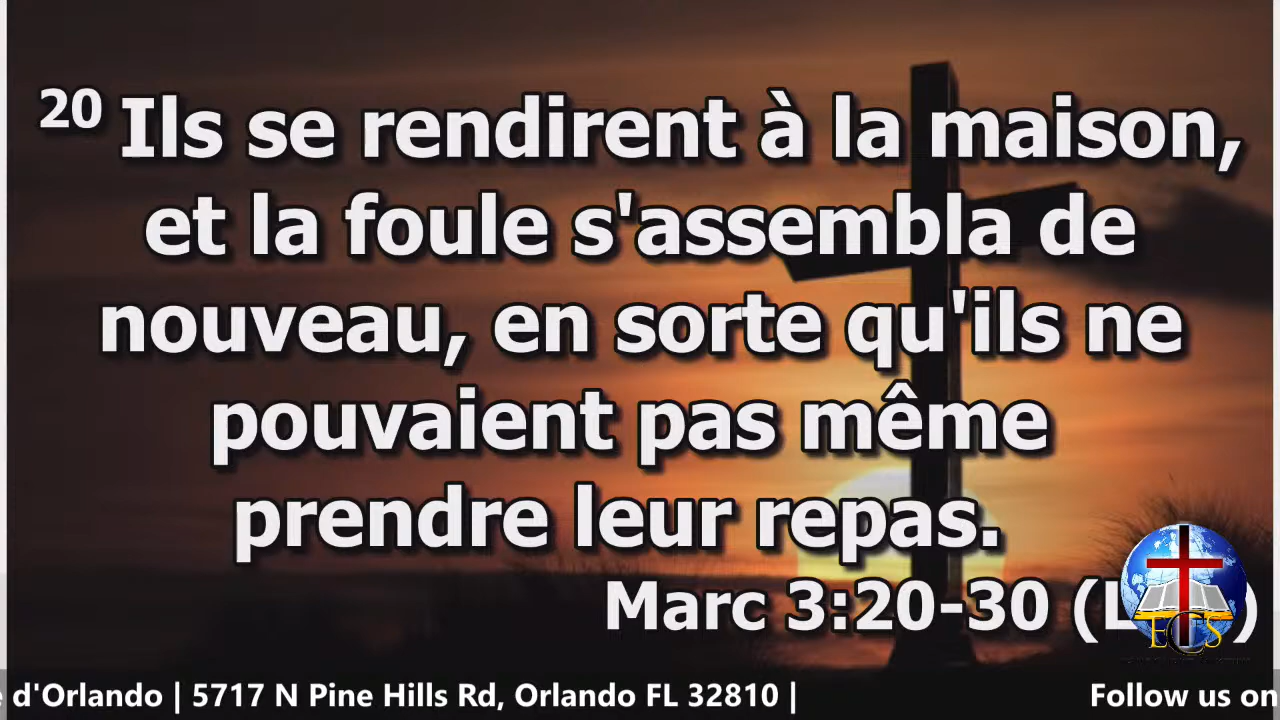 20 Ils se rendirent à la maison,
et la foule s'assembla de
nouveau, en sorte qu'ils ne
pouvaient pas même
prendre leur repas.
Marc 3:20-30
ECS
d'Orlando | 5717 N Pine Hills Rd, Orlando FL 32810 |
Follow us on